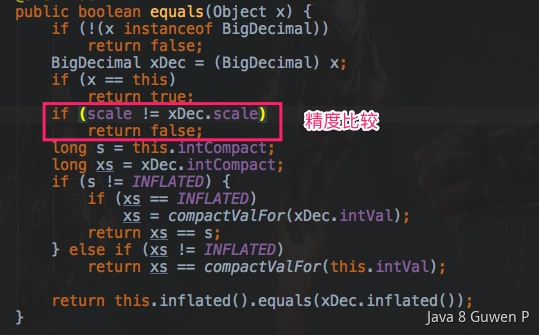 public boolean equals(Object x) {
    if (!(x instanceof BigDecimal))
        return false;
    BigDecimal xDec = (BigDecimal) x;
    if (x == this)
        return true;
    if (scale != xDec.scale)
        return false;
精度比较
    long s = this.intCompact;
    long xs = xDec.intCompact;
    if (s != INFLATED) {
        if (xs == INFLATED)
            xs = compactValFor(xDec.intVal);
        return xs == s;
    } else if (xs != INFLATED)
        return xs == compactValFor(this.intVal);

    return this.inflated().equals(xDec.inflated());
}
Java 8 Guwen P